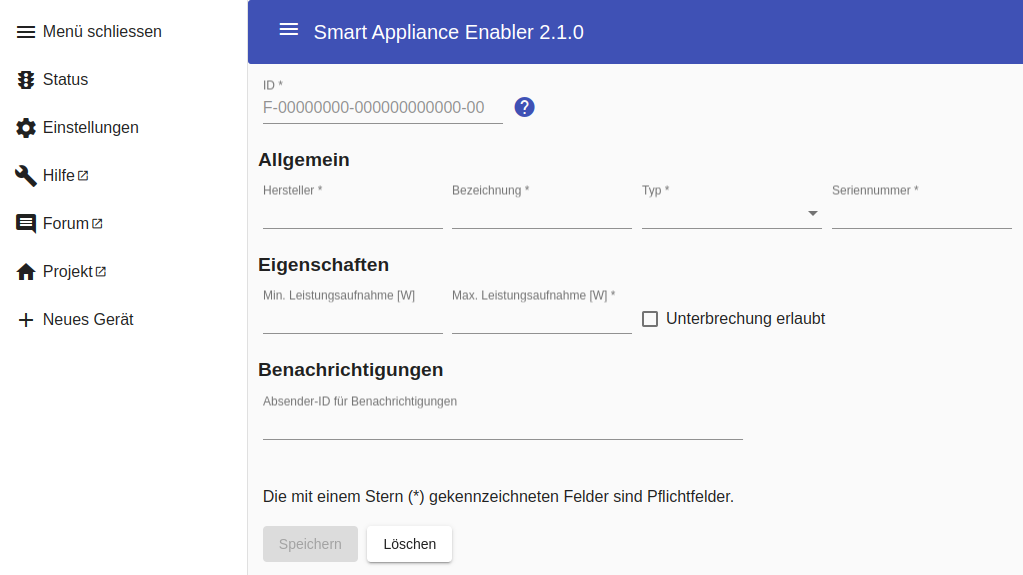 Menü schliessen
Status
Einstellungen
Hilfe
Forum
Projekt
Neues Gerät
Smart Appliance Enabler 2.1.0
ID *
F-00000000-000000000000-00
Allgemein
Hersteller * Bezeichnung * Typ * Seriennummer *
Eigenschaften
Min. Leistungsaufnahme [W] Max. Leistungsaufnahme [W] *
Unterbrechung erlaubt
Benachrichtigungen
Absender-ID für Benachrichtigungen
Die mit einem Stern (*) gekennzeichneten Felder sind Pflichtfelder.
Speichern Löschen